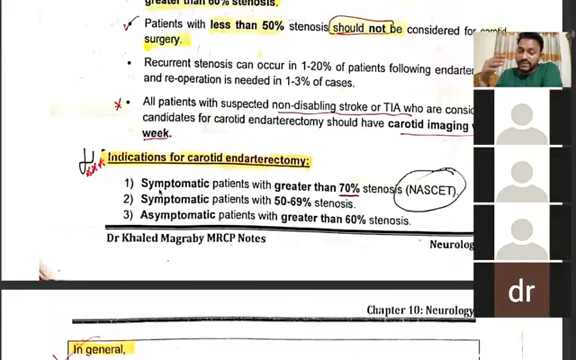 greater than 60% stenosis.
Patients with less than 50% stenosis should not be considered for carotid
surgery.
Recurrent stenosis can occur in 1-20% of patients following endarter
and re-operation is needed in 1-3% of cases.
All patients with suspected non-disabling stroke or TIA who are consi
candidates for carotid endarterectomy should have carotid imaging
week.
Indications for carotid endarterectomy:
1) Symptomatic patients with greater than 70% stenosis (NASCET).
2) Symptomatic patients with 50-69% stenosis.
3) Asymptomatic patients with greater than 60% stenosis.
Dr Khaled Magraby MRCP Notes
Neurolog
dr
Chapter 10: Neurology
In general,